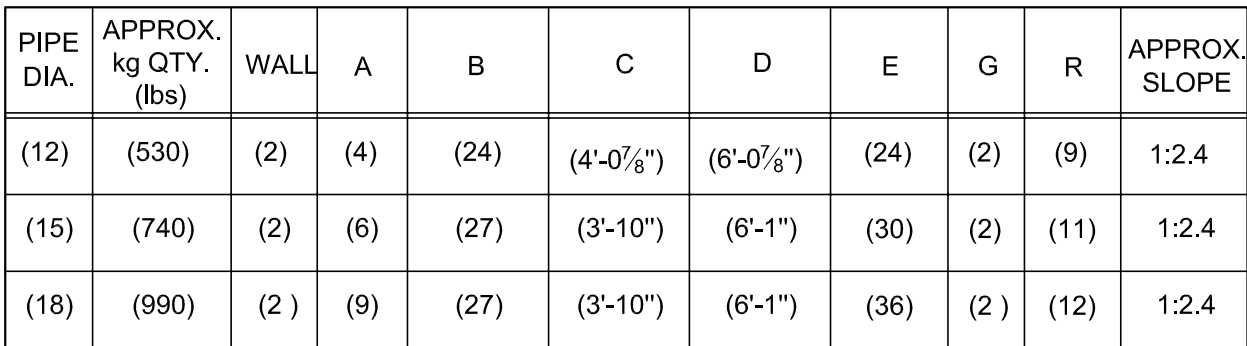 PIPE DIA. APPROX. kg QTY. (lbs) WALL A B C D E G R APPROX. SLOPE
(12) (530) (2) (4) (24) (4'-0⅞") (6'-0⅞") (24) (2) (9) 1:2.4
(15) (740) (2) (6) (27) (3'-10") (6'-1") (30) (2) (11) 1:2.4
(18) (990) (2 ) (9) (27) (3'-10") (6'-1") (36) (2 ) (12) 1:2.4